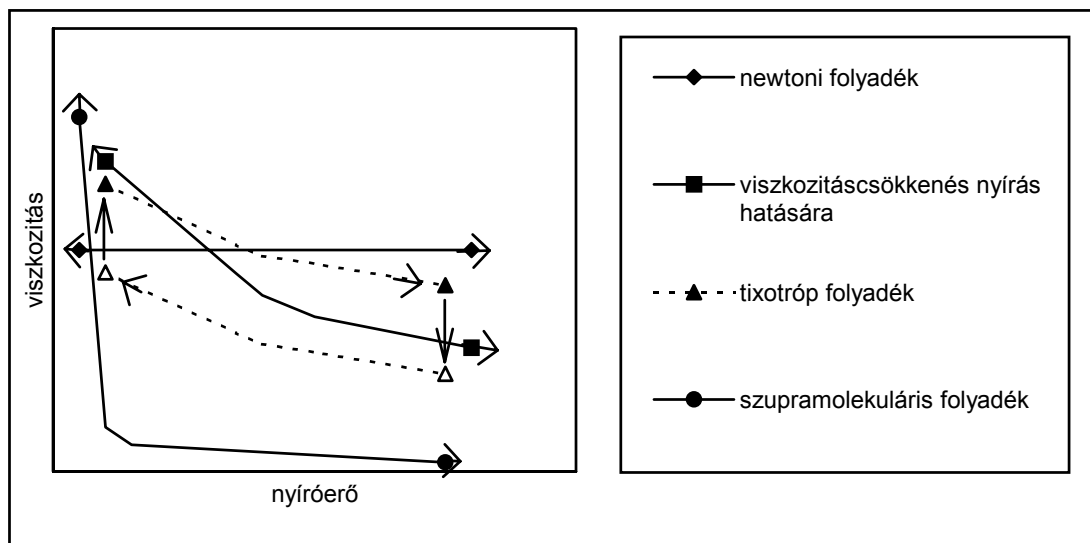 viszkozitás
nyíróerő
newtoni folyadék
viszkozitáscsökkenés nyírás
hatására
tixotróp folyadék
szupramolekuláris folyadék